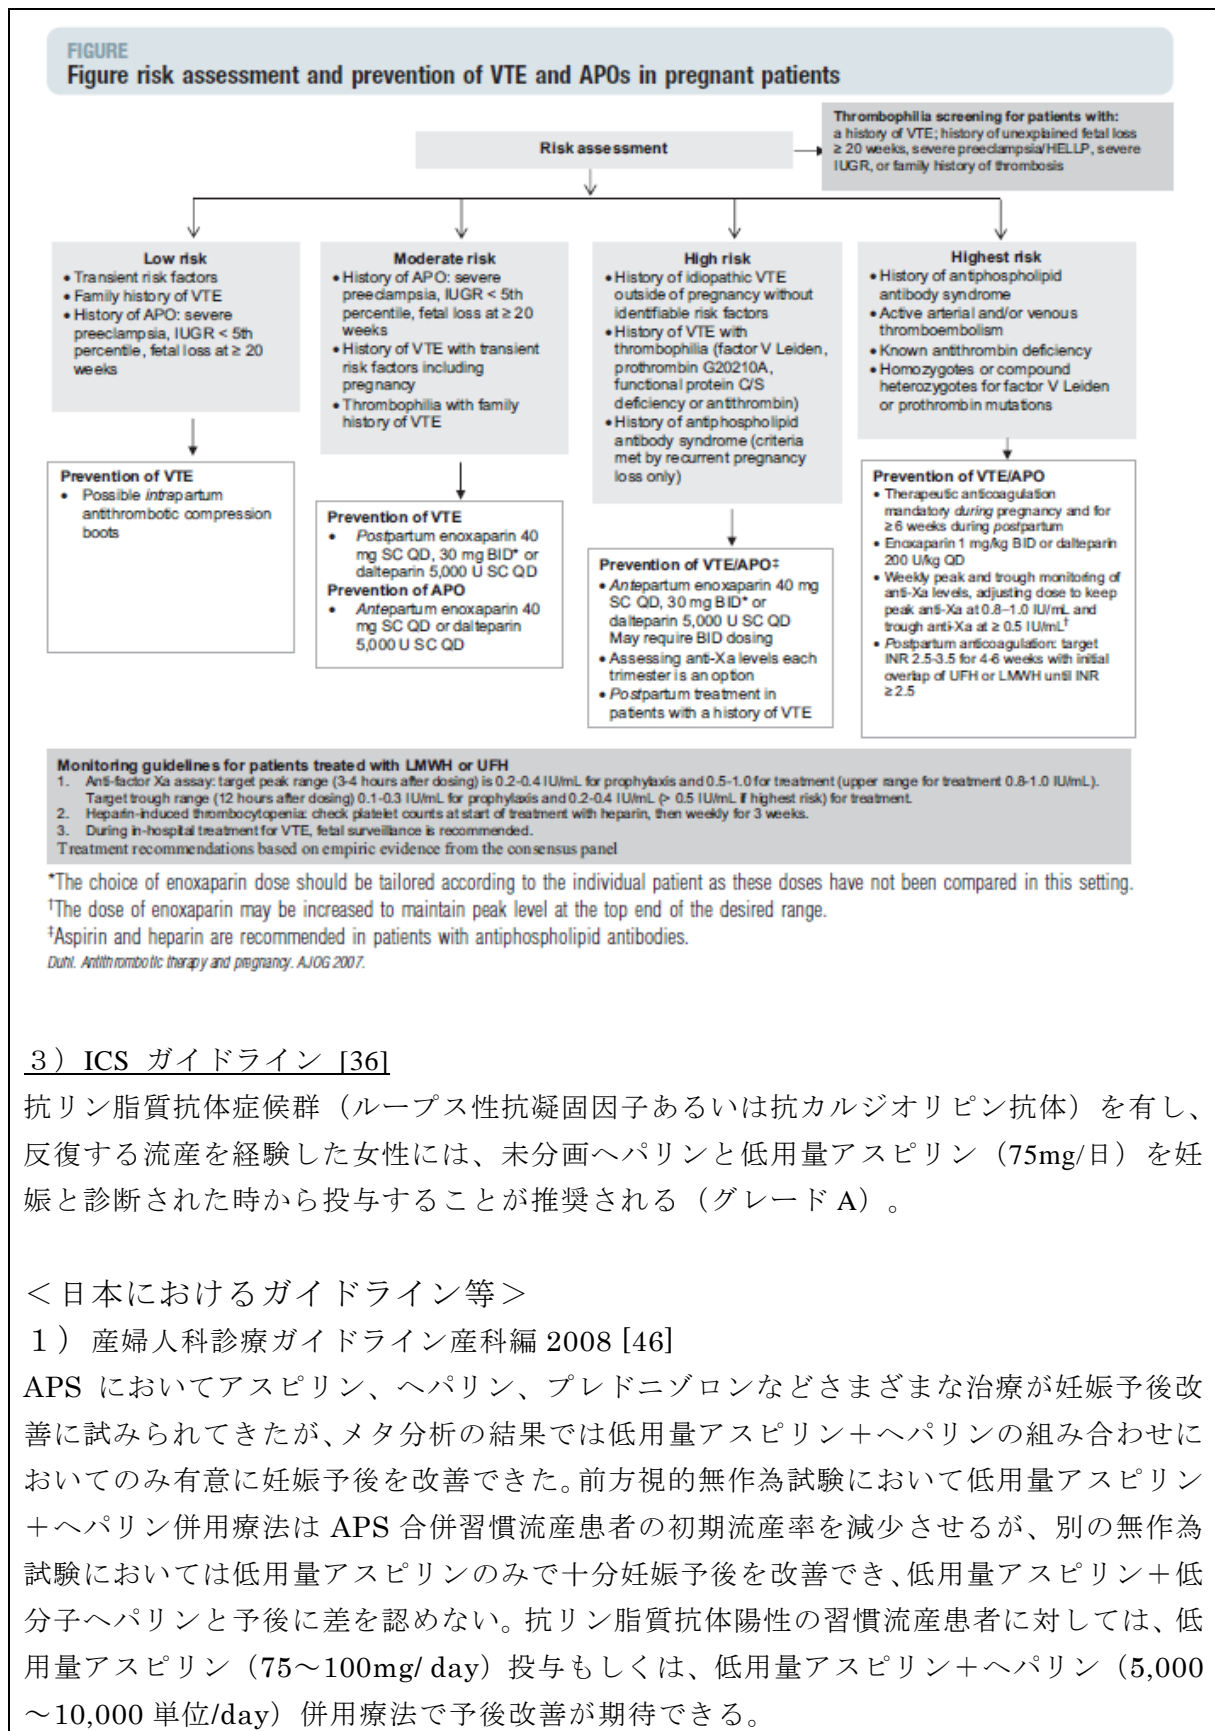 FIGURE
Figure risk assessment and prevention of VTE and APOs in pregnant patients
Thrombophilia screening for patients with:
a history of VTE; history of unexplained fetal loss
≥ 20 weeks, severe preeclampsia/HELLP, severe
IUGR, or family history of thrombosis
Risk assessment
Low risk
• Transient risk factors
• Family history of VTE
• History of APO: severe
preeclampsia, IUGR < 5th
percentile, fetal loss at ≥ 20
weeks
Prevention of VTE
• Possible intrapartum
antithrombotic compression
boots
Moderate risk
• History of APO: severe
preeclampsia, IUGR < 5th
percentile, fetal loss at ≥ 20
weeks
• History of VTE with transient
risk factors including
pregnancy
• Thrombophilia with family
history of VTE
Prevention of VTE
• Postpartum enoxaparin 40
mg SC QD, 30 mg BID* or
dalteparin 5,000 U SC QD
Prevention of APO
• Antepartum enoxaparin 40
mg SC QD or dalteparin
5,000 U SC QD
High risk
• History of idiopathic VTE
outside of pregnancy without
identifiable risk factors
• History of VTE with
thrombophilia (factor V Leiden,
prothrombin G20210A,
functional protein C/S
deficiency or antithrombin)
• History of antiphospholipid
antibody syndrome (criteria
met by recurrent pregnancy
loss only)
Prevention of VTE/APO‡
• Antepartum enoxaparin 40 mg
SC QD, 30 mg BID* or
dalteparin 5,000 U SC QD
May require BID dosing
• Assessing anti-Xa levels each
trimester is an option
• Postpartum treatment in
patients with a history of VTE
Highest risk
• History of antiphospholipid
antibody syndrome
• Active arterial and/or venous
thromboembolism
• Known antithrombin deficiency
• Homozygotes or compound
heterozygotes for factor V Leiden
or prothrombin mutations
Prevention of VTE/APO
• Therapeutic anticoagulation
mandatory during pregnancy and for
≥ 6 weeks during postpartum
• Enoxaparin 1 mg/kg BID or dalteparin
200 U/kg QD
• Weekly peak and trough monitoring of
anti-Xa levels, adjusting dose to keep
peak anti-Xa at 0.8–1.0 IU/mL and
trough anti-Xa at ≥ 0.5 IU/mL†
• Postpartum anticoagulation: target
INR 2.5-3.5 for 4-6 weeks with initial
overlap of UFH or LMWH until INR
≥ 2.5
Monitoring guidelines for patients treated with LMWH or UFH
1. Anti-factor Xa assay: target peak range (3-4 hours after dosing) is 0.2-0.4 IU/mL for prophylaxis and 0.5-1.0 for treatment (upper range for treatment 0.8-1.0 IU/mL).
Target trough range (12 hours after dosing) 0.1-0.3 IU/mL for prophylaxis and 0.2-0.4 IU/mL (> 0.5 IU/mL if highest risk) for treatment.
2. Heparin-induced thrombocytopenia: check platelet counts at start of treatment with heparin, then weekly for 3 weeks.
3. During in-hospital treatment for VTE, fetal surveillance is recommended.
Treatment recommendations based on empiric evidence from the consensus panel
*The choice of enoxaparin dose should be tailored according to the individual patient as these doses have not been compared in this setting.
†The dose of enoxaparin may be increased to maintain peak level at the top end of the desired range.
‡Aspirin and heparin are recommended in patients with antiphospholipid antibodies.
Duhl. Antithrombotic therapy and pregnancy. AJOG 2007.
３）ICS ガイドライン [36]
抗リン脂質抗体症候群（ループス性抗凝固因子あるいは抗カルジオリピン抗体）を有し、
反復する流産を経験した女性には、未分画ヘパリンと低用量アスピリン（75mg/日）を妊
娠と診断された時から投与することが推奨される（グレード A）。
＜日本におけるガイドライン等＞
１）産婦人科診療ガイドライン産科編 2008 [46]
APS においてアスピリン、ヘパリン、プレドニゾロンなどさまざまな治療が妊娠予後改
善に試みられてきたが、メタ分析の結果では低用量アスピリン＋ヘパリンの組み合わせに
おいてのみ有意に妊娠予後を改善できた。前方視的無作為試験において低用量アスピリン
＋ヘパリン併用療法は APS 合併習慣流産患者の初期流産率を減少させるが、別の無作為
試験においては低用量アスピリンのみで十分妊娠予後を改善でき、低用量アスピリン＋低
分子ヘパリンと予後に差を認めない。抗リン脂質抗体陽性の習慣流産患者に対しては、低
用量アスピリン（75～100mg/ day）投与もしくは、低用量アスピリン＋ヘパリン（5,000
～10,000 単位/day）併用療法で予後改善が期待できる。